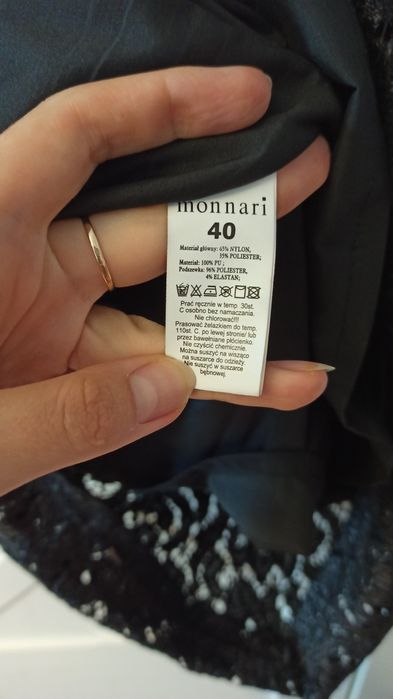 monnari
40
Materiał główny: 65% NYLON,
35% POLIESTER;
Materiał: 100% PU ;
Podszewka: 96% POLIESTER,
4% ELASTAN;
Prać ręcznie w temp. 30st.
C osobno bez namaczania.
Nie chlorować!!!
Prasować żelazkiem do temp.
110st. C. po lewej stronie/ lub
przez bawełniane płócienko.
Nie czyścić chemicznie.
Można suszyć na wisząco
na suszarce do odzieży.
Nie suszyć w suszarce
bębnowej.